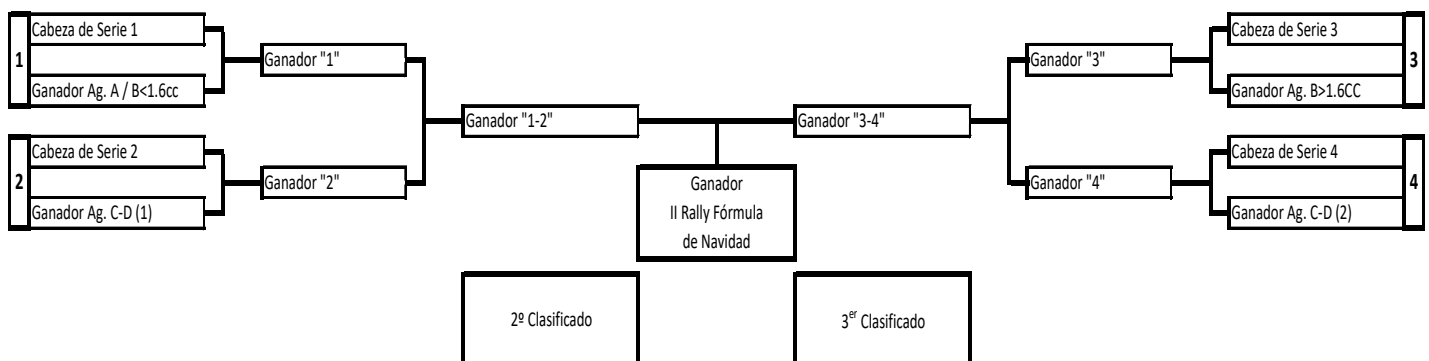 1
Cabeza de Serie 1
Ganador Ag. A / B<1.6cc
Ganador "1"
2
Cabeza de Serie 2
Ganador Ag. C-D (1)
Ganador "2"
Ganador "1-2"
Ganador
II Rally Fórmula
de Navidad
Ganador "3-4"
Ganador "3"
Cabeza de Serie 3
Ganador Ag. B>1.6CC
3
Ganador "4"
Cabeza de Serie 4
Ganador Ag. C-D (2)
4
2º Clasificado
3er Clasificado